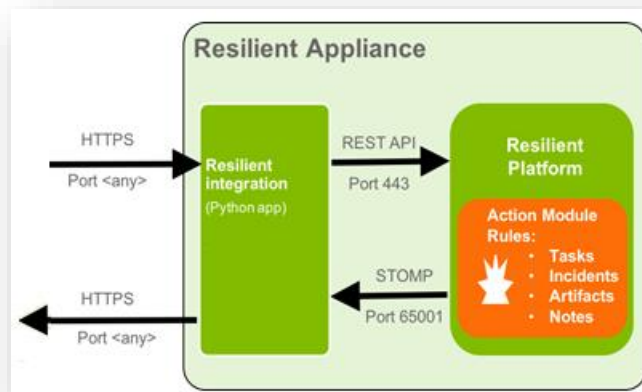 Resilient Appliance
HTTPS
Port <any>
Resilient
integration
(Python app)
REST API
Port 443
Resilient
Platform
Action Module
Rules:
• Tasks
• Incidents
• Artifacts
• Notes
STOMP
Port 65001
HTTPS
Port <any>